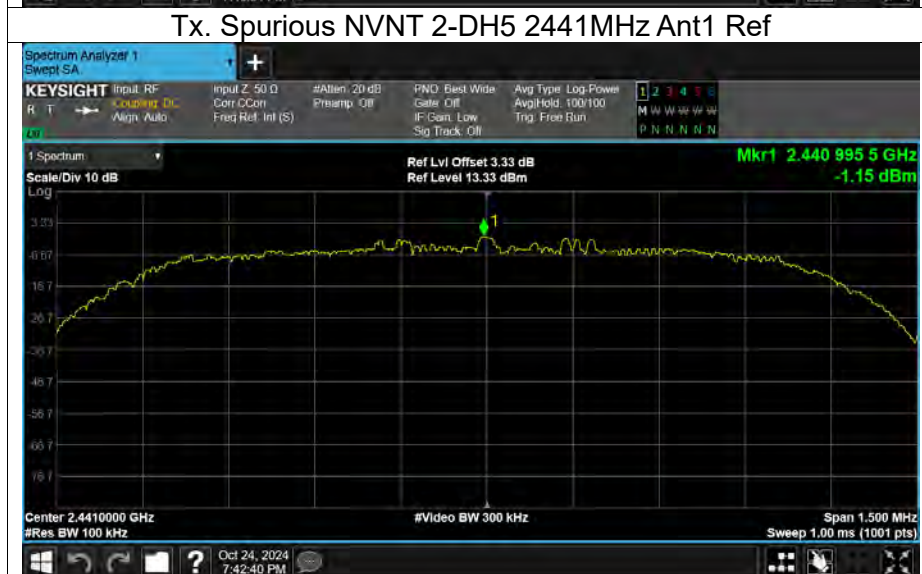 Tx. Spurious NVNT 2-DH5 2441MHz Ant1 Ref
Spectrum Analyzer 1
Swept SA
+
KEYSIGHT Input: RF
R T Coupling: DC
Align: Auto
Input Z: 50 Ω
Corr CCorr
Freq Ref: Int (S)
#Atten: 20 dB
Preamp: Off
PNO: Best Wide
Gate: Off
IF Gain: Low
Sig Track: Off
Avg Type: Log-Power
Avg|Hold: 100/100
Trig: Free Run
1 2 3 4 5 6
M W W W W W
P N N N N N
1 Spectrum
Scale/Div 10 dB
Log
Ref Lvl Offset 3.33 dB
Ref Level 13.33 dBm
Mkr1 2.440 995 5 GHz
-1.15 dBm
1
3.33
-6.67
-16.7
-26.7
-36.7
-46.7
-56.7
-66.7
-76.7
Center 2.4410000 GHz
#Res BW 100 kHz
#Video BW 300 kHz
Span 1.500 MHz
Sweep 1.00 ms (1001 pts)
? Oct 24, 2024
7:42:40 PM